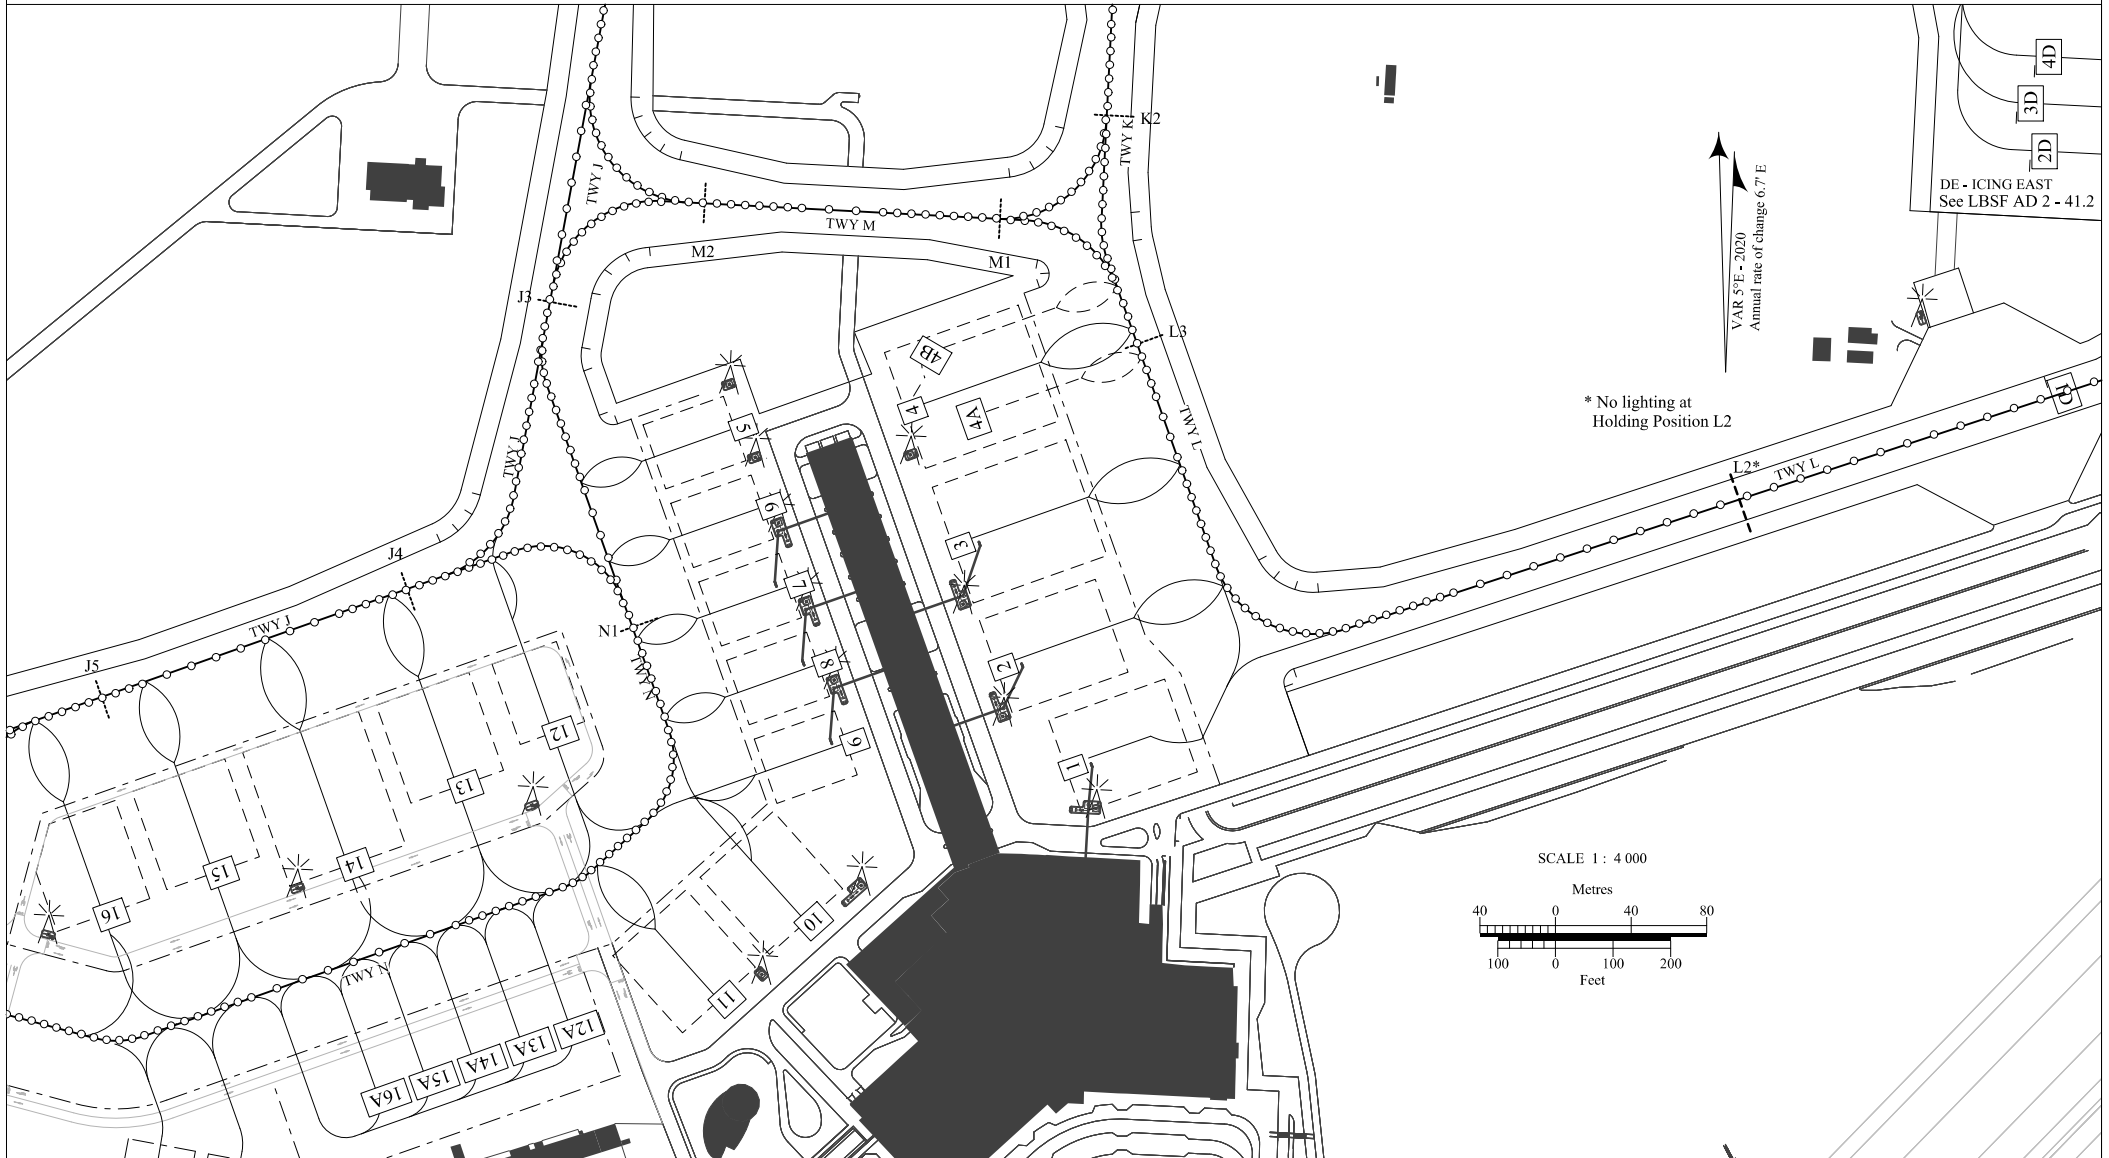 4D
3D
2D
DE - ICING EAST
See LBSF AD 2 - 41.2
K2
TWY K
TWY J
TWY M
M2
M1
J3
L3
VAR 5°E - 2020
Annual rate of change 6.7' E
4B
4
4A
5
* No lighting at
Holding Position L2
TWY L
TWY J
L2*
TWY L
6
3
J4
7
TWY J
N1
8
2
J5
TWY N
12
9
1
13
14
15
16
10
11
TWY N
12A
13A
14A
15A
16A
SCALE 1 : 4 000
Metres
40 0 40 80
100 0 100 200
Feet